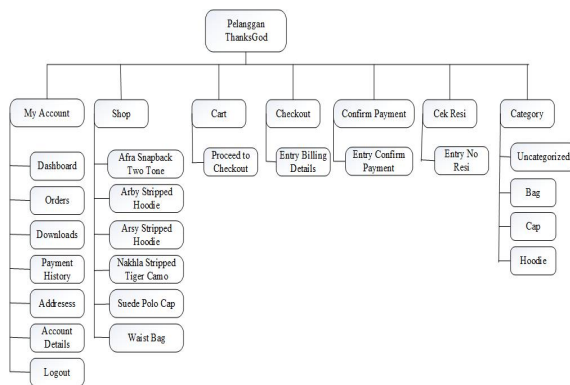 Pelanggan
ThanksGod
My Account
Shop
Cart
Checkout
Confirm Payment
Cek Resi
Category
Dashboard
Orders
Downloads
Payment
History
Addresess
Account
Details
Logout
Afra Snapback
Two Tone
Arby Stripped
Hoodie
Arsy Stripped
Hoodie
Nakhla Stripped
Tiger Camo
Suede Polo Cap
Waist Bag
Proceed to
Checkout
Entry Billing
Details
Entry Confirm
Payment
Entry No
Resi
Uncategorized
Bag
Cap
Hoodie